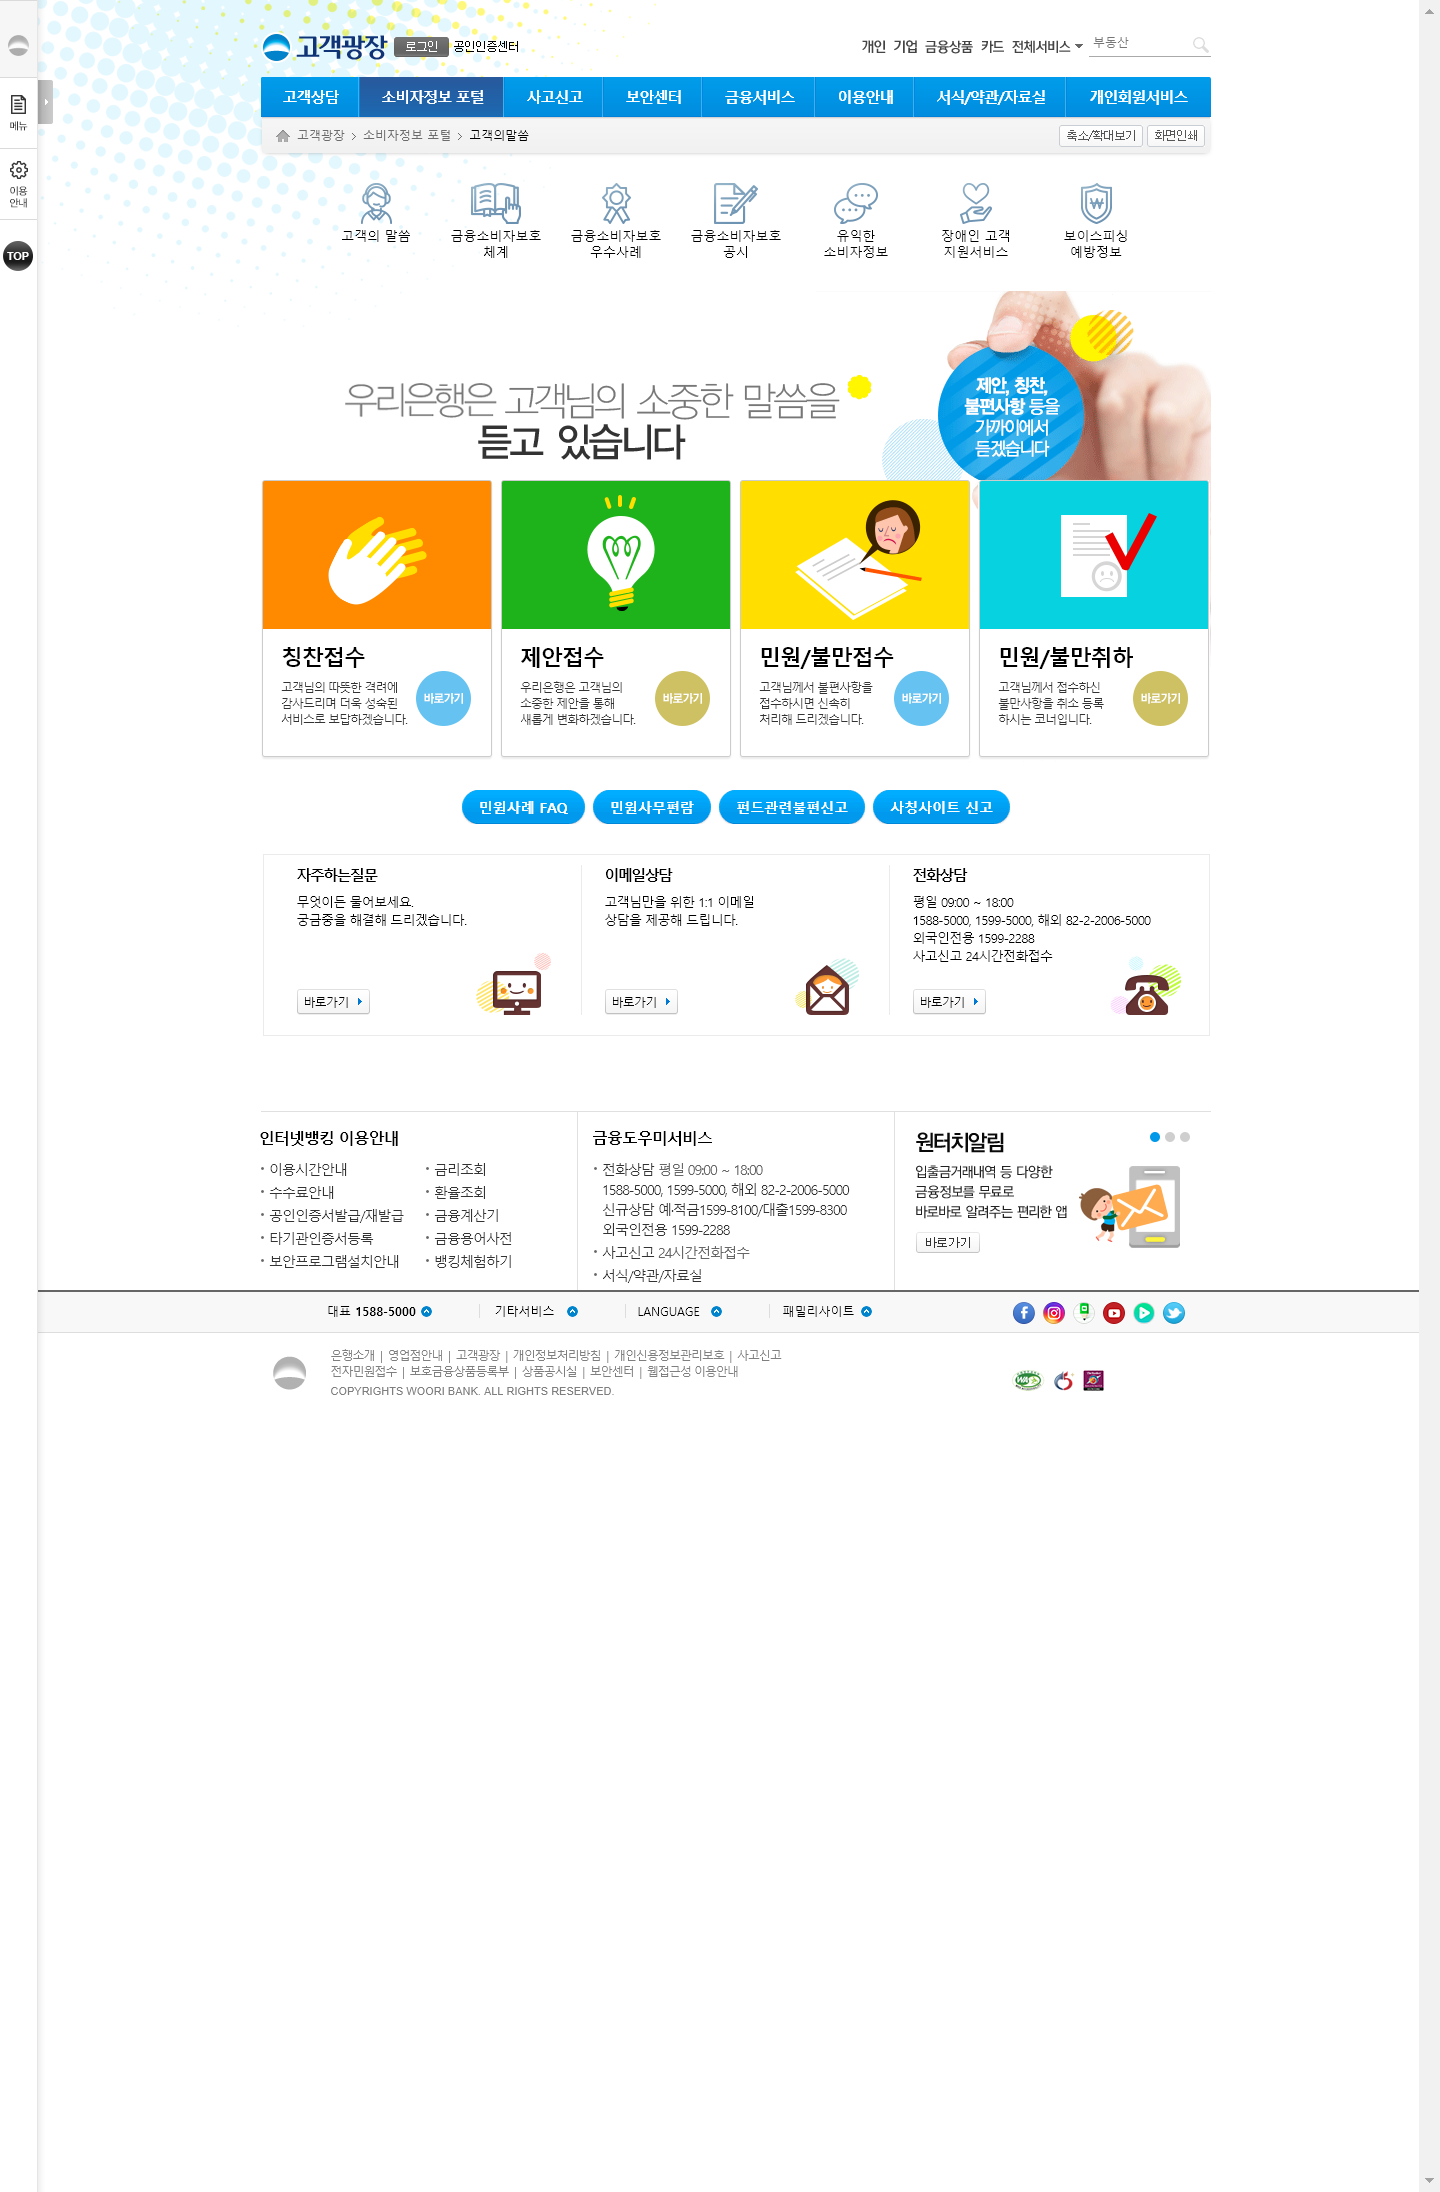 고객광장 로그인 공인인증센터
개인 기업 금융상품 카드 전체서비스 부동산
고객상담 소비자정보 포털 사고신고 보안센터 금융서비스 이용안내 서식/약관/자료실 개인회원서비스
고객광장 > 소비자정보 포털 > 고객의말씀
축소/확대보기 화면인쇄
메뉴
이용
안내
TOP
고객의 말씀
금융소비자보호
체계
금융소비자보호
우수사례
금융소비자보호
공시
유익한
소비자정보
장애인 고객
지원서비스
보이스피싱
예방정보
우리은행은 고객님의 소중한 말씀을
듣고 있습니다
제안, 칭찬,
불편사항 등을
가까이에서
듣겠습니다
칭찬접수
고객님의 따뜻한 격려에
감사드리며 더욱 성숙된
서비스로 보답하겠습니다.
바로가기
제안접수
우리은행은 고객님의
소중한 제안을 통해
새롭게 변화하겠습니다.
바로가기
민원/불만접수
고객님께서 불편사항을
접수하시면 신속히
처리해 드리겠습니다.
바로가기
민원/불만취하
고객님께서 접수하신
불만사항을 취소 등록
하시는 코너입니다.
바로가기
민원사례 FAQ 민원사무편람 펀드관련불편신고 사칭사이트 신고
자주하는질문
무엇이든 물어보세요.
궁금증을 해결해 드리겠습니다.
바로가기
이메일상담
고객님만을 위한 1:1 이메일
상담을 제공해 드립니다.
바로가기
전화상담
평일 09:00 ~ 18:00
1588-5000, 1599-5000, 해외 82-2-2006-5000
외국인전용 1599-2288
사고신고 24시간전화접수
바로가기
인터넷뱅킹 이용안내
이용시간안내
수수료안내
공인인증서발급/재발급
타기관인증서등록
보안프로그램설치안내
금리조회
환율조회
금융계산기
금융용어사전
뱅킹체험하기
금융도우미서비스
전화상담 평일 09:00 ~ 18:00
1588-5000, 1599-5000, 해외 82-2-2006-5000
신규상담 예·적금1599-8100/대출1599-8300
외국인전용 1599-2288
사고신고 24시간전화접수
서식/약관/자료실
원터치알림
입출금거래내역 등 다양한
금융정보를 무료로
바로바로 알려주는 편리한 앱
바로가기
대표 1588-5000 기타서비스 LANGUAGE 패밀리사이트
은행소개 | 영업점안내 | 고객광장 | 개인정보처리방침 | 개인신용정보관리보호 | 사고신고
전자민원접수 | 보호금융상품등록부 | 상품공시실 | 보안센터 | 웹접근성 이용안내
COPYRIGHTS WOORI BANK. ALL RIGHTS RESERVED.